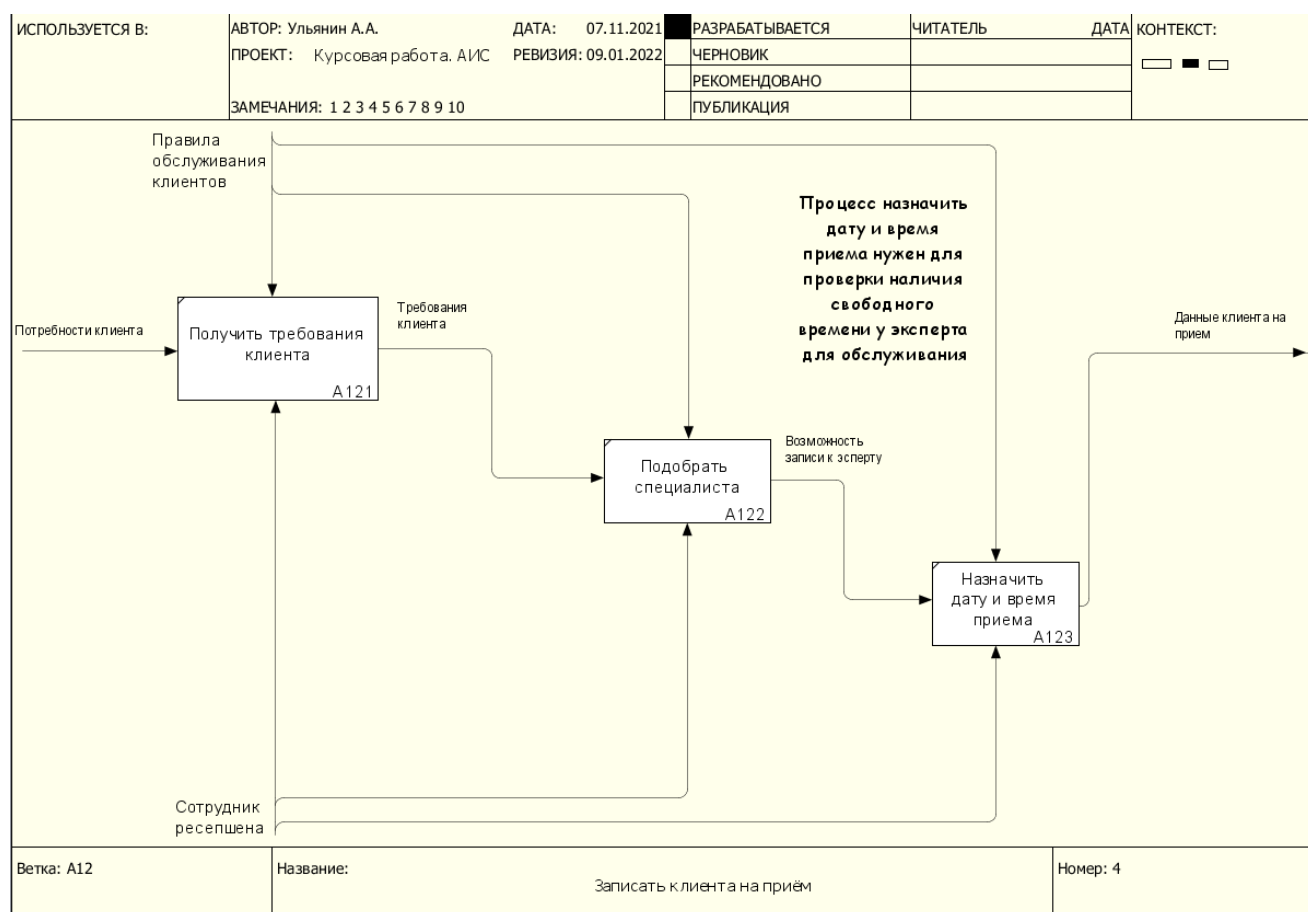 ИСПОЛЬЗУЕТСЯ В:
АВТОР: Ульянин А.А.
ДАТА: 07.11.2021
ПРОЕКТ: Курсовая работа. АИС
РЕВИЗИЯ: 09.01.2022
ЗАМЕЧАНИЯ: 1 2 3 4 5 6 7 8 9 10
РАЗРАБАТЫВАЕТСЯ
ЧЕРНОВИК
РЕКОМЕНДОВАНО
ПУБЛИКАЦИЯ
ЧИТАТЕЛЬ
ДАТА
КОНТЕКСТ:
Правила
обслуживания
клиентов
Процесс назначить
дату и время
приема нужен для
проверки наличия
свободного
времени у эксперта
для обслуживания
Потребности клиента
Получить требования
клиента
A121
Требования
клиента
Данные клиента на
прием
Подобрать
специалиста
A122
Возможность
записи к эсперту
Назначить
дату и время
приема
A123
Сотрудник
ресепшена
Ветка: A12
Название:
Записать клиента на приём
Номер: 4